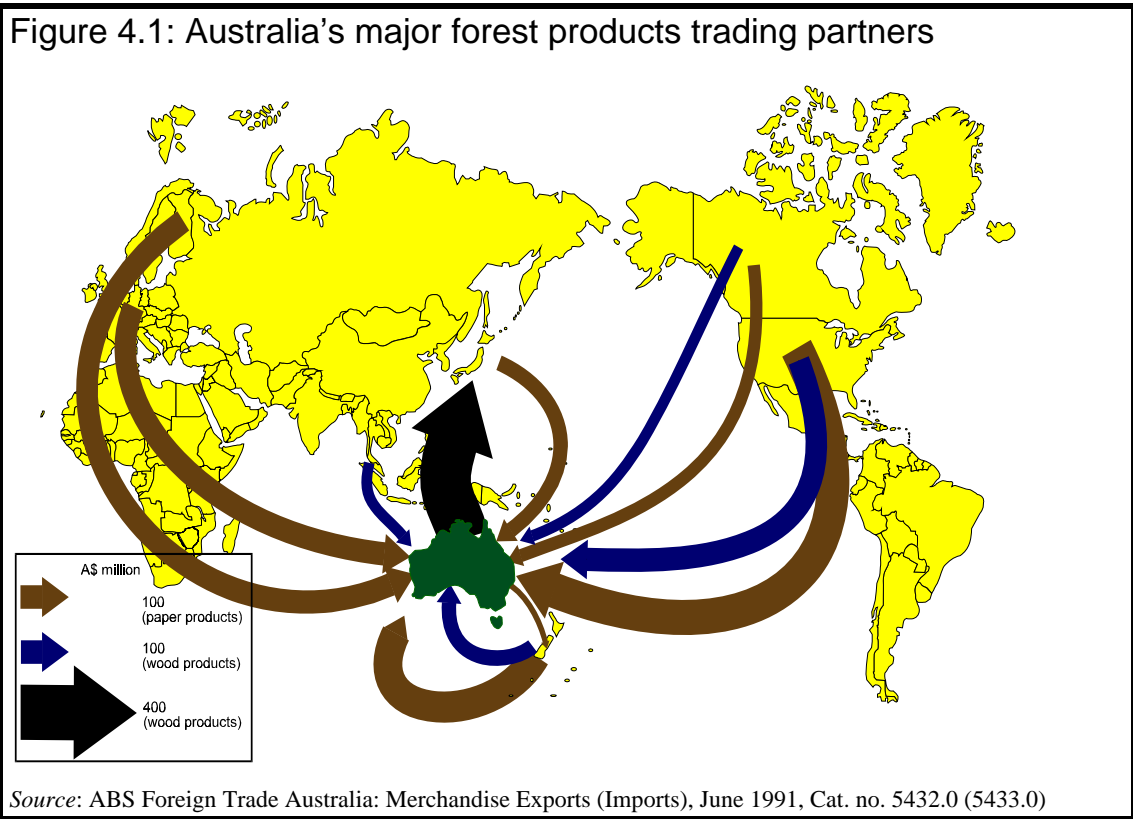 Figure 4.1: Australia's major forest products trading partners
A$ million
100
(paper products)
100
(wood products)
400
(wood products)
Source: ABS Foreign Trade Australia: Merchandise Exports (Imports), June 1991, Cat. no. 5432.0 (5433.0)